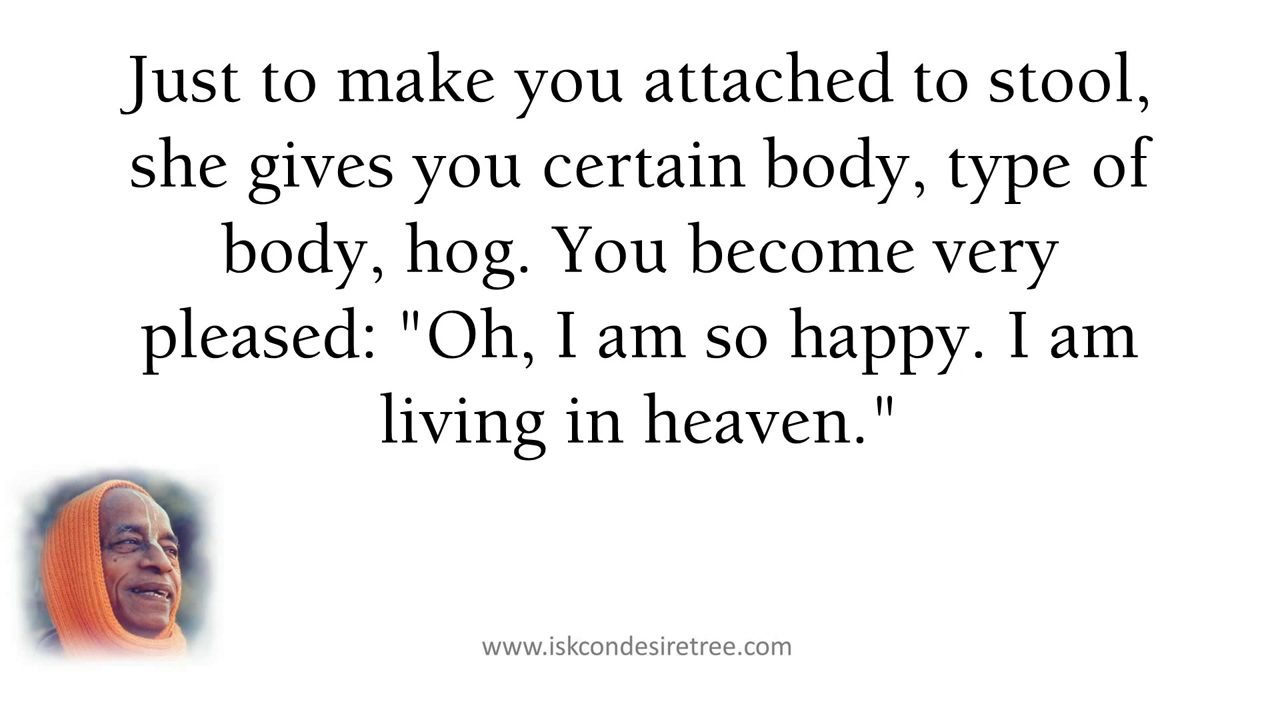 Just to make you attached to stool,
she gives you certain body, type of
body, hog. You become very
pleased: "Oh, I am so happy. I am
living in heaven."
www.iskcondesiretree.com